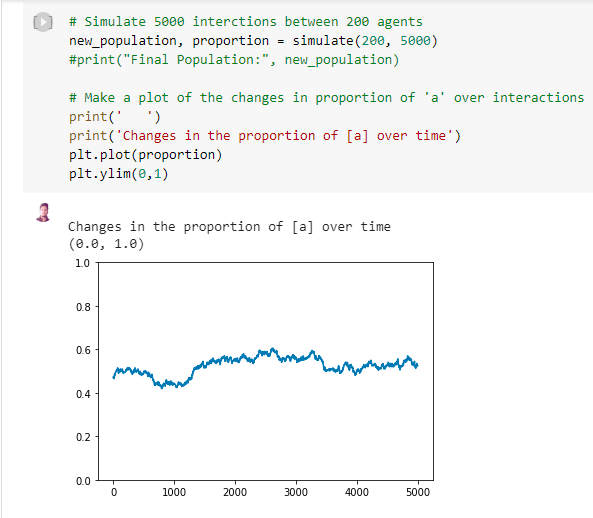 # Simulate 5000 interctions between 200 agents
new_population, proportion = simulate(200, 5000)
#print("Final Population:", new_population)
# Make a plot of the changes in proportion of 'a' over interactions
print('   ')
print('Changes in the proportion of [a] over time')
plt.plot(proportion)
plt.ylim(0,1)
Changes in the proportion of [a] over time
(0.0, 1.0)
1.0
0.8
0.6
0.4
0.2
0.0
0 1000 2000 3000 4000 5000